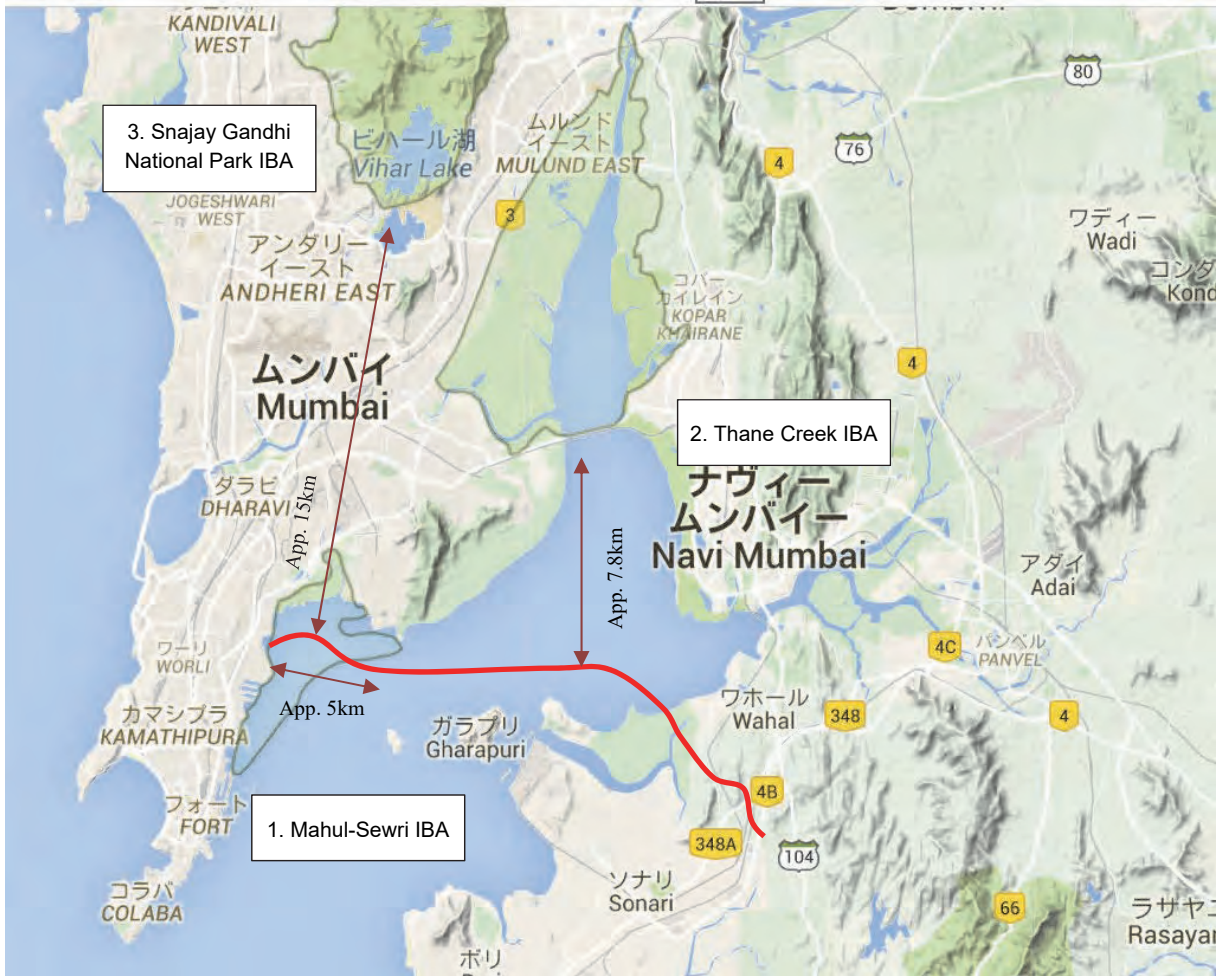 KANDIVALI
WEST
80
3. Snajay Gandhi
National Park IBA
ビハール湖
Vihar Lake
ムルンド
イースト
MULUND EAST
76
4
JOGESHWARI
WEST
3
アンダリー
イースト
ANDHERI EAST
ワディー
Wadi
コパー
カイレイン
KOPAR
KHAIRANE
Kond
4
ムンバイ
Mumbai
2. Thane Creek IBA
ダラビ
DHARAVI
App. 15km
ナヴィー
ムンバイー
Navi Mumbai
App. 7.8km
アダイ
Adai
ワーリ
WORLI
4C
パンベル
PANVEL
App. 5km
カマシプラ
KAMATHIPURA
ガラプリ
Gharapuri
ワホール
Wahal
348
4
フォート
FORT
1. Mahul-Sewri IBA
4B
348A
104
コラバ
COLABA
ソナリ
Sonari
66
ラサヤニ
Rasayan
ボリ